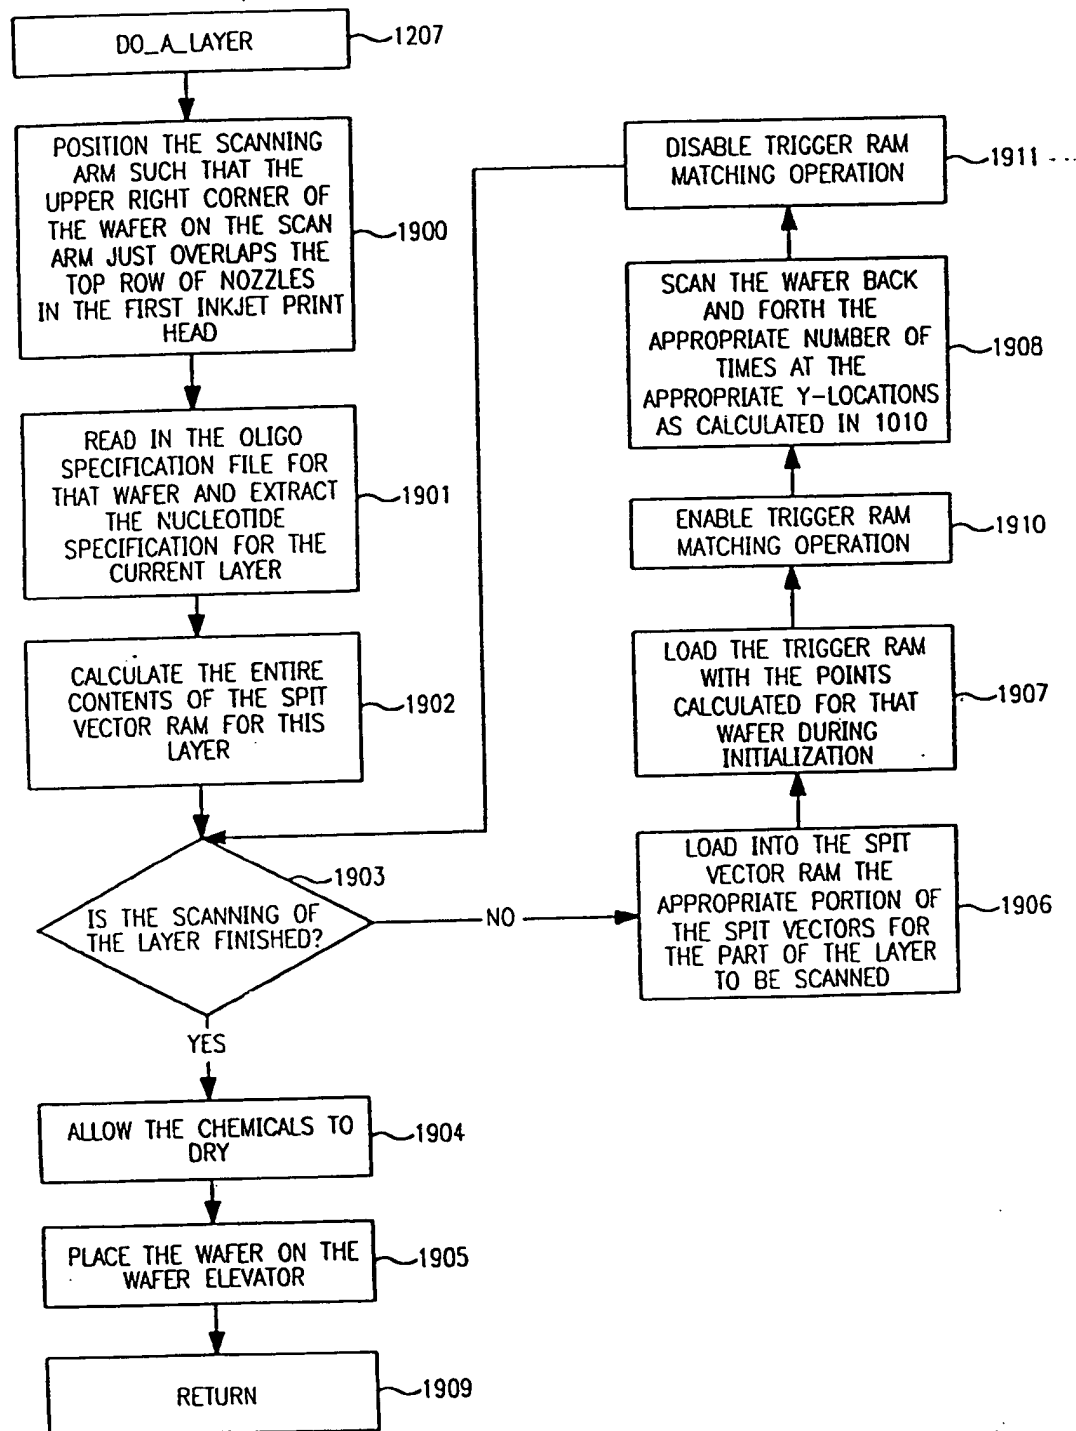 DO_A_LAYER
1207
POSITION THE SCANNING
ARM SUCH THAT THE
UPPER RIGHT CORNER OF
THE WAFER ON THE SCAN
ARM JUST OVERLAPS THE
TOP ROW OF NOZZLES
IN THE FIRST INKJET PRINT
HEAD
1900
READ IN THE OLIGO
SPECIFICATION FILE FOR
THAT WAFER AND EXTRACT
THE NUCLEOTIDE
SPECIFICATION FOR THE
CURRENT LAYER
1901
CALCULATE THE ENTIRE
CONTENTS OF THE SPIT
VECTOR RAM FOR THIS
LAYER
1902
IS THE SCANNING OF
THE LAYER FINISHED?
1903
NO
YES
ALLOW THE CHEMICALS TO
DRY
1904
PLACE THE WAFER ON THE
WAFER ELEVATOR
1905
RETURN
1909
DISABLE TRIGGER RAM
MATCHING OPERATION
1911
SCAN THE WAFER BACK
AND FORTH THE
APPROPRIATE NUMBER OF
TIMES AT THE
APPROPRIATE Y-LOCATIONS
AS CALCULATED IN 1010
1908
ENABLE TRIGGER RAM
MATCHING OPERATION
1910
LOAD THE TRIGGER RAM
WITH THE POINTS
CALCULATED FOR THAT
WAFER DURING
INITIALIZATION
1907
LOAD INTO THE SPIT
VECTOR RAM THE
APPROPRIATE PORTION OF
THE SPIT VECTORS FOR
THE PART OF THE LAYER
TO BE SCANNED
1906